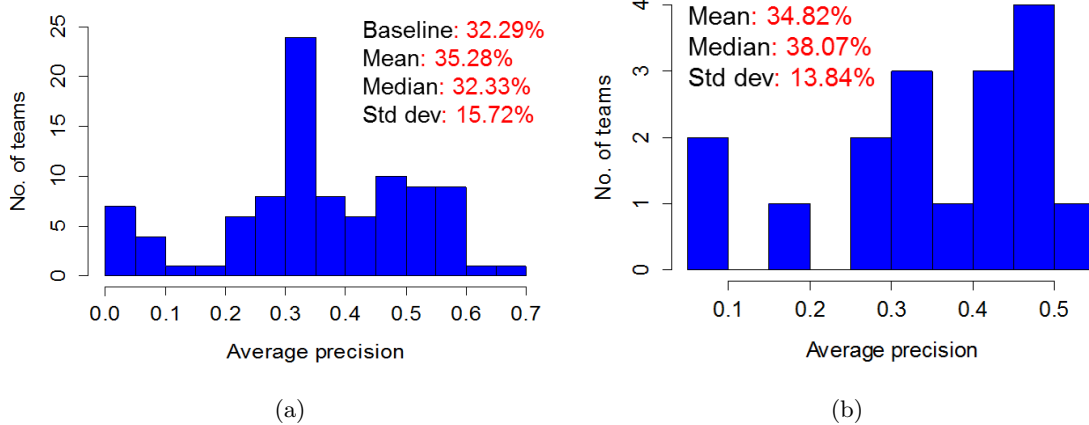 Baseline: 32.29%
Mean: 35.28%
Median: 32.33%
Std dev: 15.72%
No. of teams
25
20
15
10
5
0
0.0 0.1 0.2 0.3 0.4 0.5 0.6 0.7
Average precision
(a)
Mean: 34.82%
Median: 38.07%
Std dev: 13.84%
No. of teams
4
3
2
1
0
0.1 0.2 0.3 0.4 0.5
Average precision
(b)